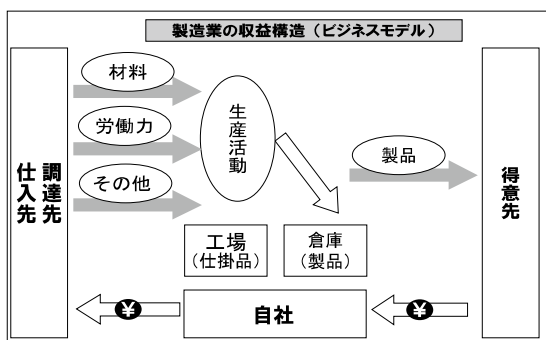 製造業の収益構造（ビジネスモデル）
材料
労働力
その他
調達先
仕入先
生産活動
製品
得意先
工場
（仕掛品）
倉庫
（製品）
自社
¥
¥